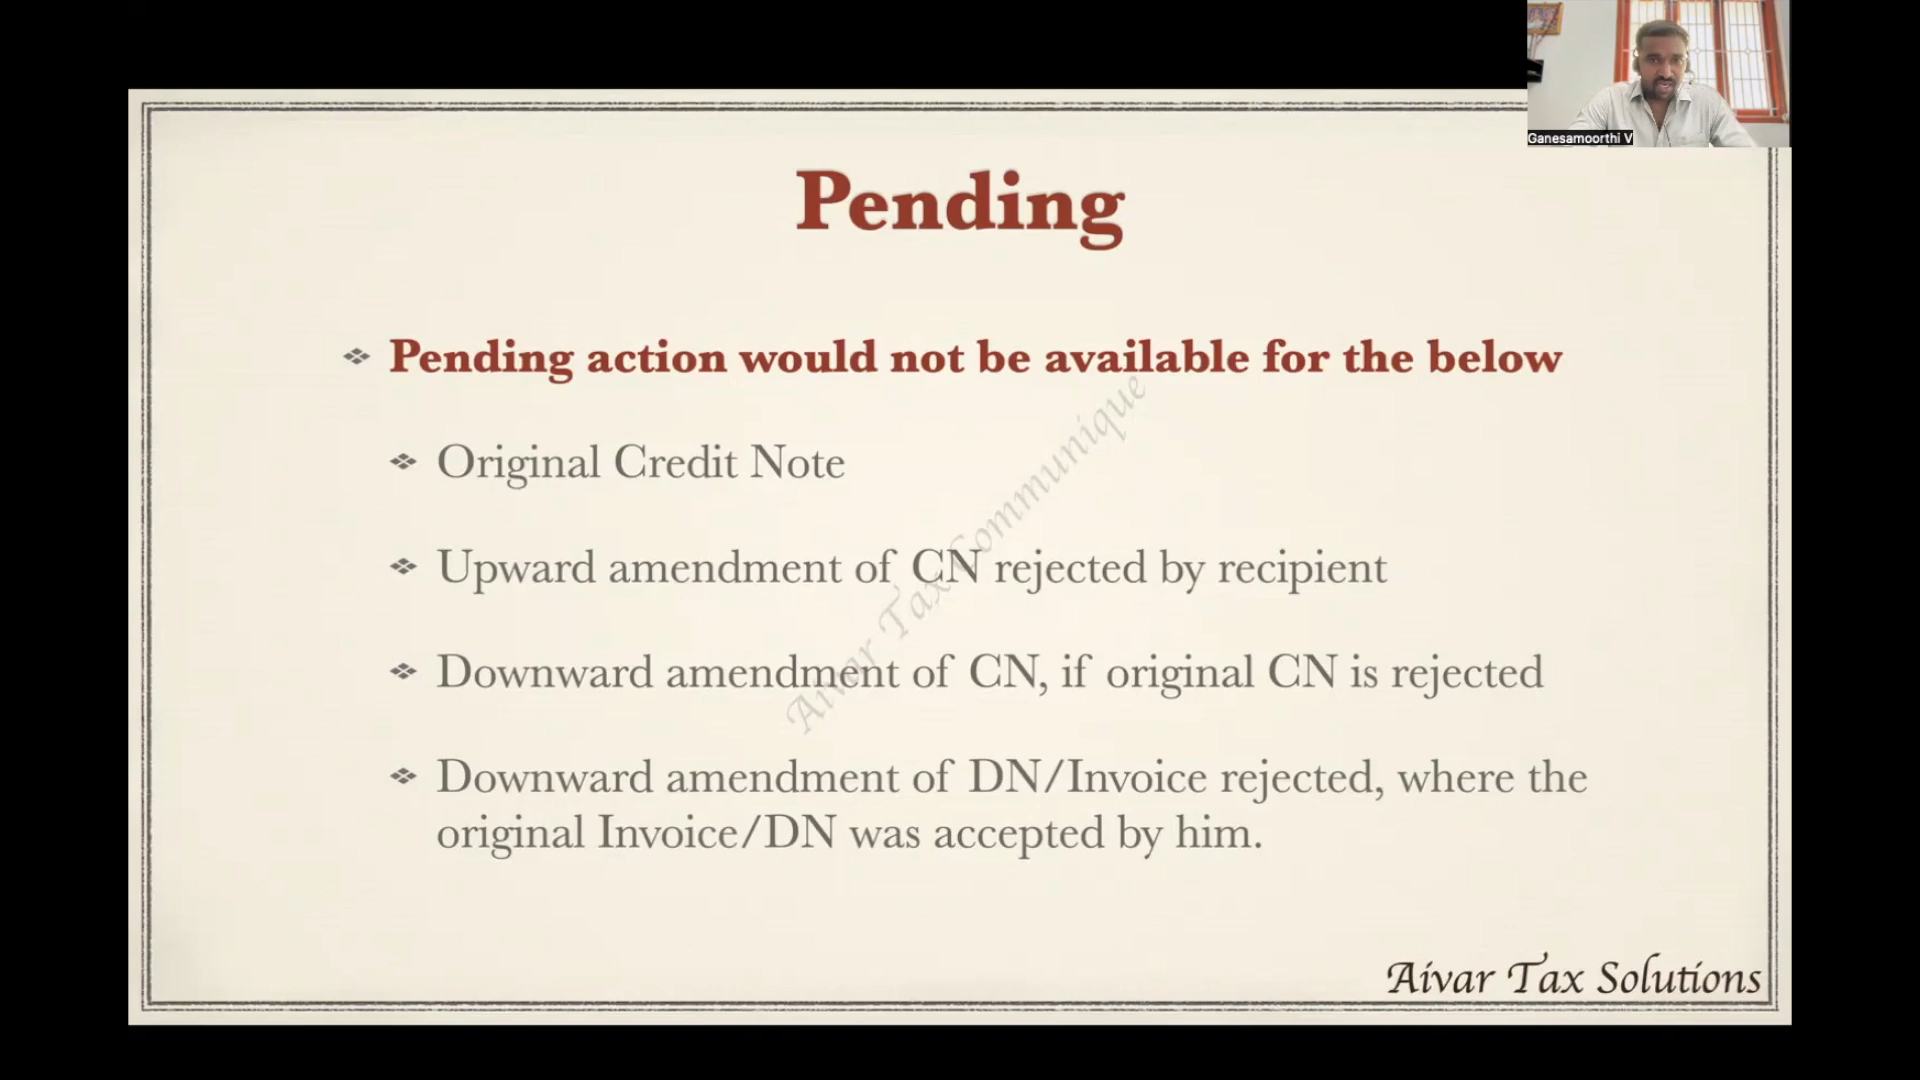 Ganesamoorthi V
Pending
Pending action would not be available for the below
Original Credit Note
Upward amendment of CN rejected by recipient
Downward amendment of CN, if original CN is rejected
Downward amendment of DN/Invoice rejected, where the
original Invoice/DN was accepted by him.
Aivar Tax Communique
Aivar Tax Solutions